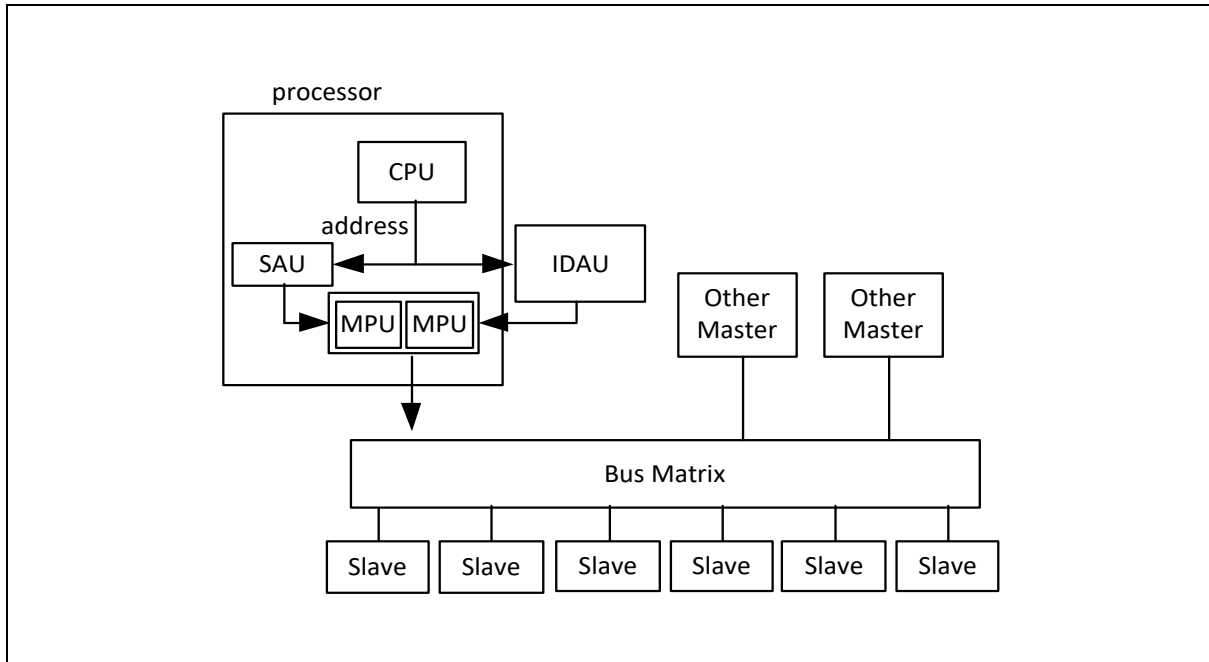 processor
CPU
address
SAU
IDAU
MPU MPU
Other
Master
Other
Master
Bus Matrix
Slave Slave Slave Slave Slave Slave